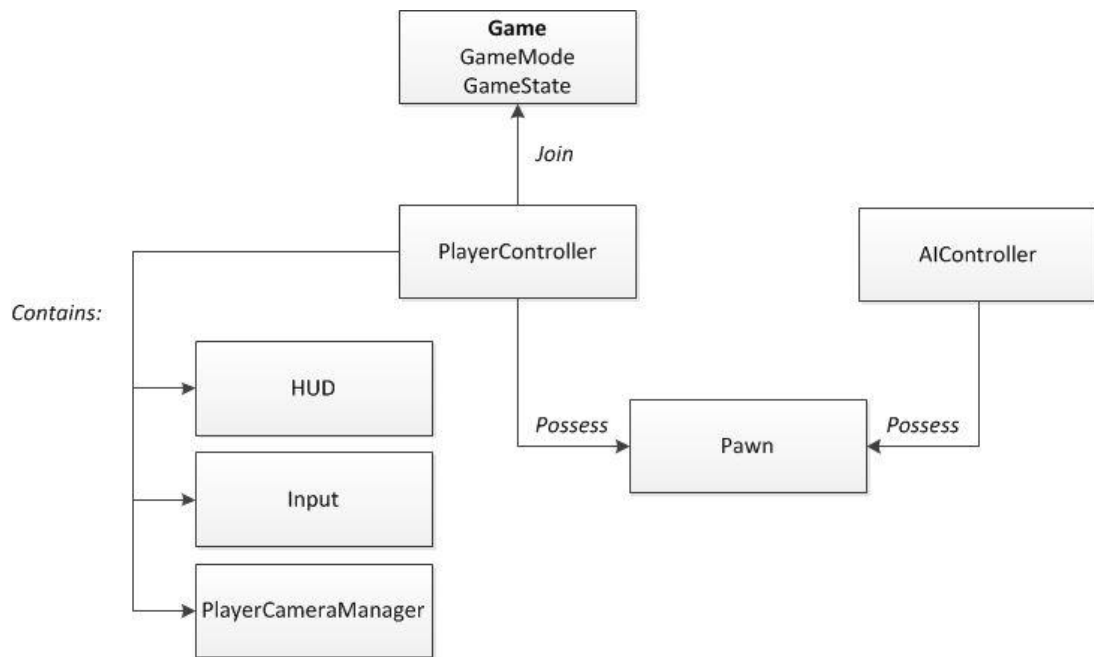 Game
GameMode
GameState
Join
PlayerController
AIController
Contains:
HUD
Possess
Pawn
Possess
Input
PlayerCameraManager